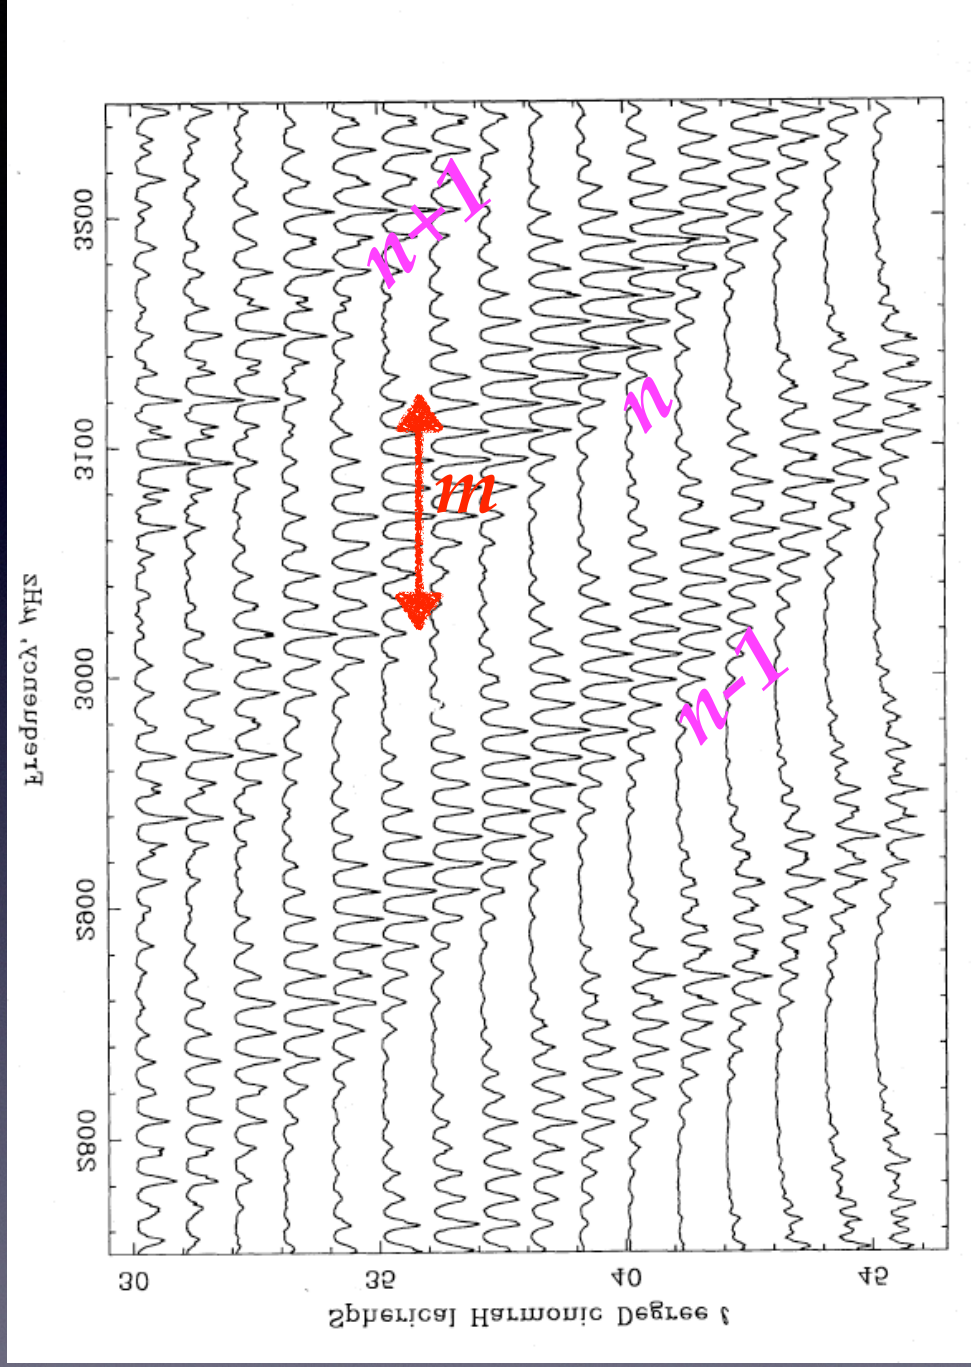 3200
n+1
3100
n
m
3000
n-1
2900
2800
Frequency, μHz
30 35 40 45
Spherical Harmonic Degree ℓ